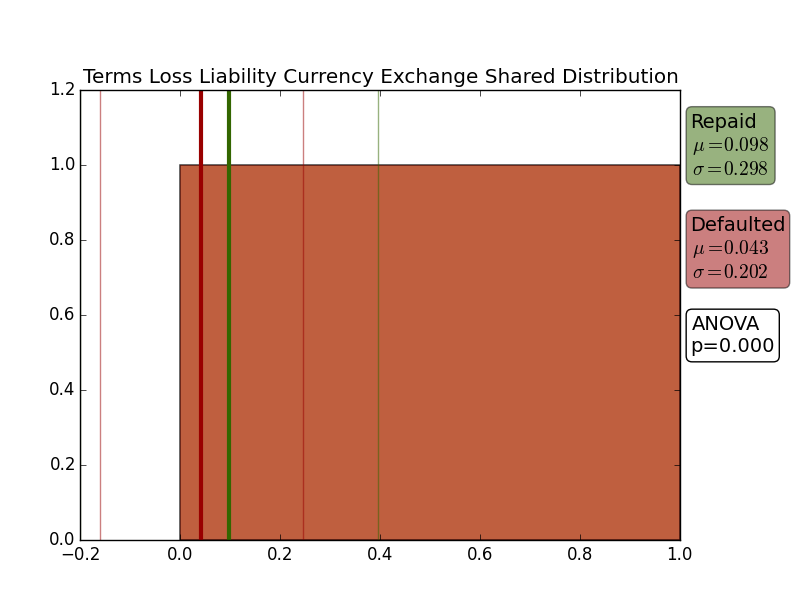 Terms Loss Liability Currency Exchange Shared Distribution
1.2
1.0
0.8
0.6
0.4
0.2
0.0
−0.2
0.0
0.2
0.4
0.6
0.8
1.0
Repaid
μ=0.098
σ=0.298
Defaulted
μ=0.043
σ=0.202
ANOVA
p=0.000